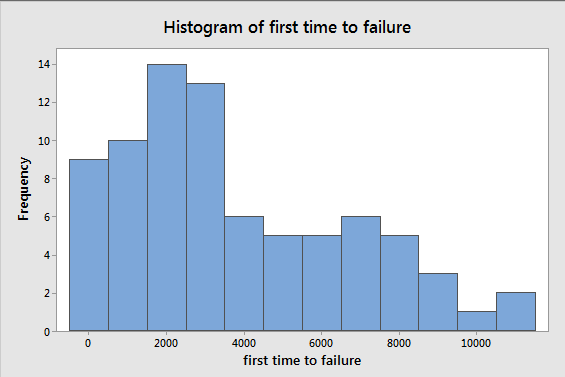 Histogram of first time to failure
Frequency
14
12
10
8
6
4
2
0
0 2000 4000 6000 8000 10000
first time to failure